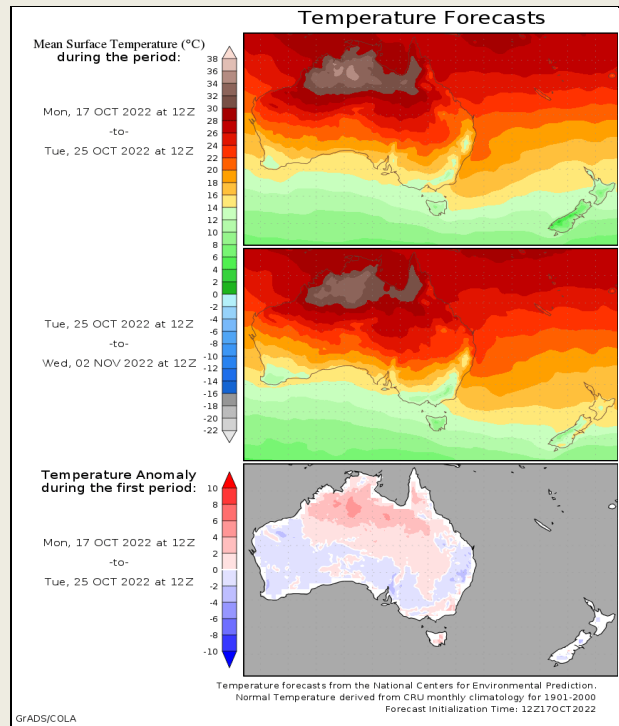 Temperature Forecasts
Mean Surface Temperature (°C)
during the period:
Mon, 17 OCT 2022 at 12Z
-to-
Tue, 25 OCT 2022 at 12Z
38
36
34
32
30
28
26
24
22
20
18
16
14
12
10
8
6
4
2
0
-2
-4
-6
-8
-10
-12
-14
-16
-18
-20
-22
Tue, 25 OCT 2022 at 12Z
-to-
Wed, 02 NOV 2022 at 12Z
Temperature Anomaly
during the first period:
Mon, 17 OCT 2022 at 12Z
-to-
Tue, 25 OCT 2022 at 12Z
10
8
6
4
2
0
-2
-4
-6
-8
-10
Temperature forecasts from the National Centers for Environmental Prediction.
Normal Temperature derived from CRU monthly climatology for 1901-2000
Forecast Initialization Time: 12Z17OCT2022
GrADS/COLA